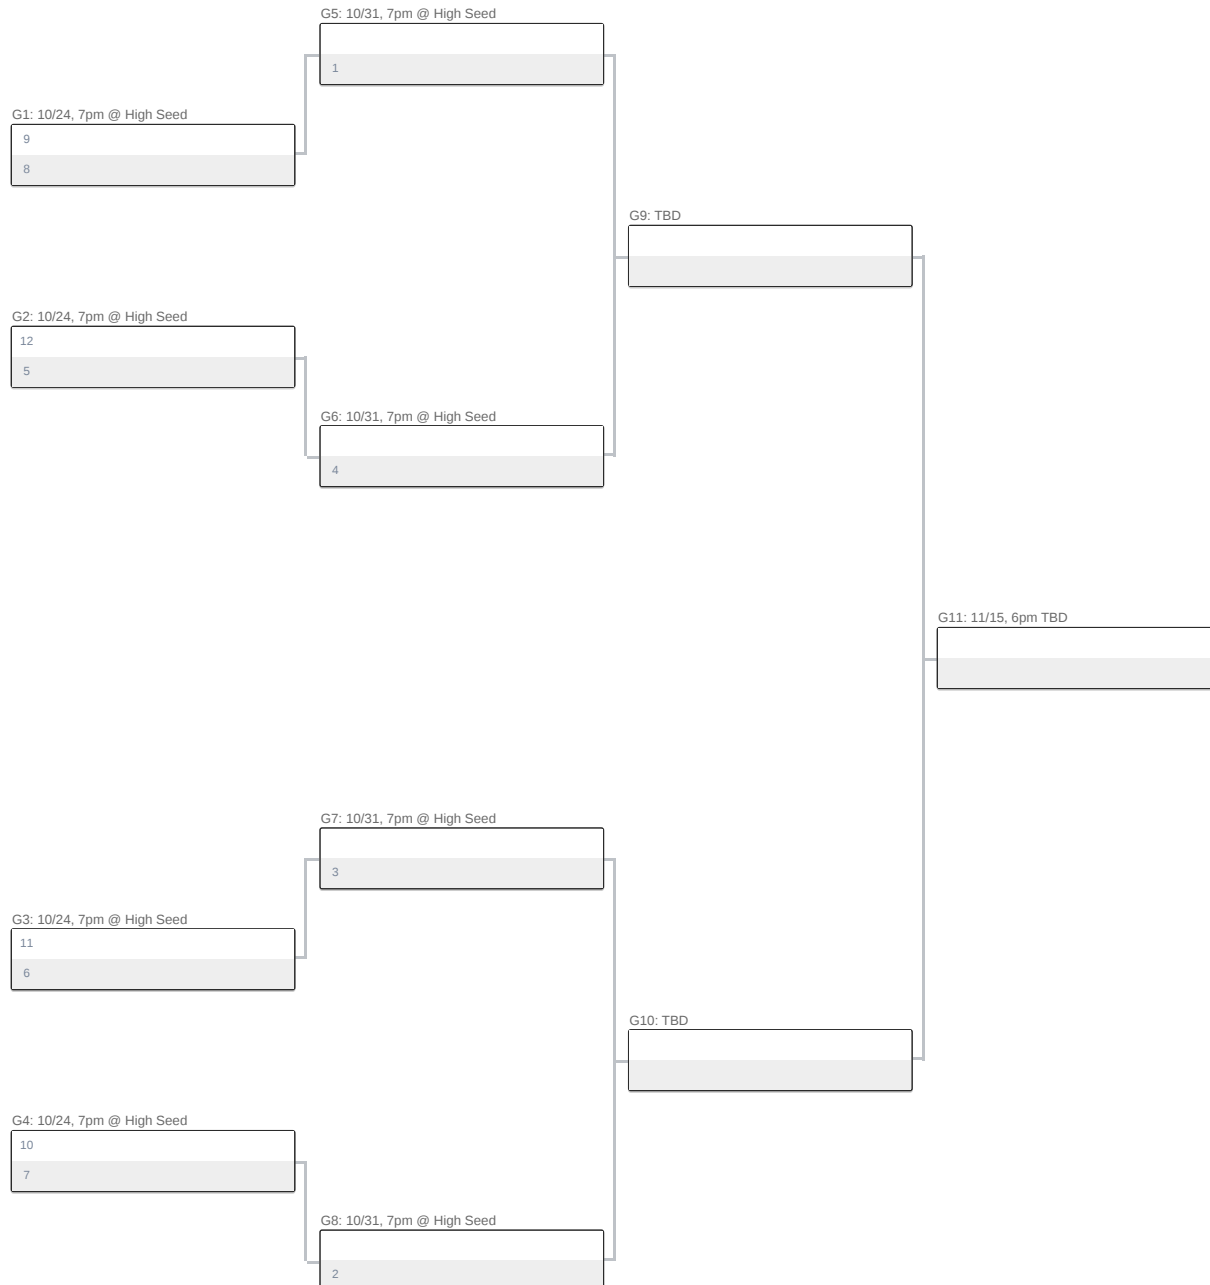 G5: 10/31, 7pm @ High Seed
1
G1: 10/24, 7pm @ High Seed
9
8
G9: TBD
G2: 10/24, 7pm @ High Seed
12
5
G6: 10/31, 7pm @ High Seed
4
G11: 11/15, 6pm TBD
G7: 10/31, 7pm @ High Seed
3
G3: 10/24, 7pm @ High Seed
11
6
G10: TBD
G4: 10/24, 7pm @ High Seed
10
7
G8: 10/31, 7pm @ High Seed
2